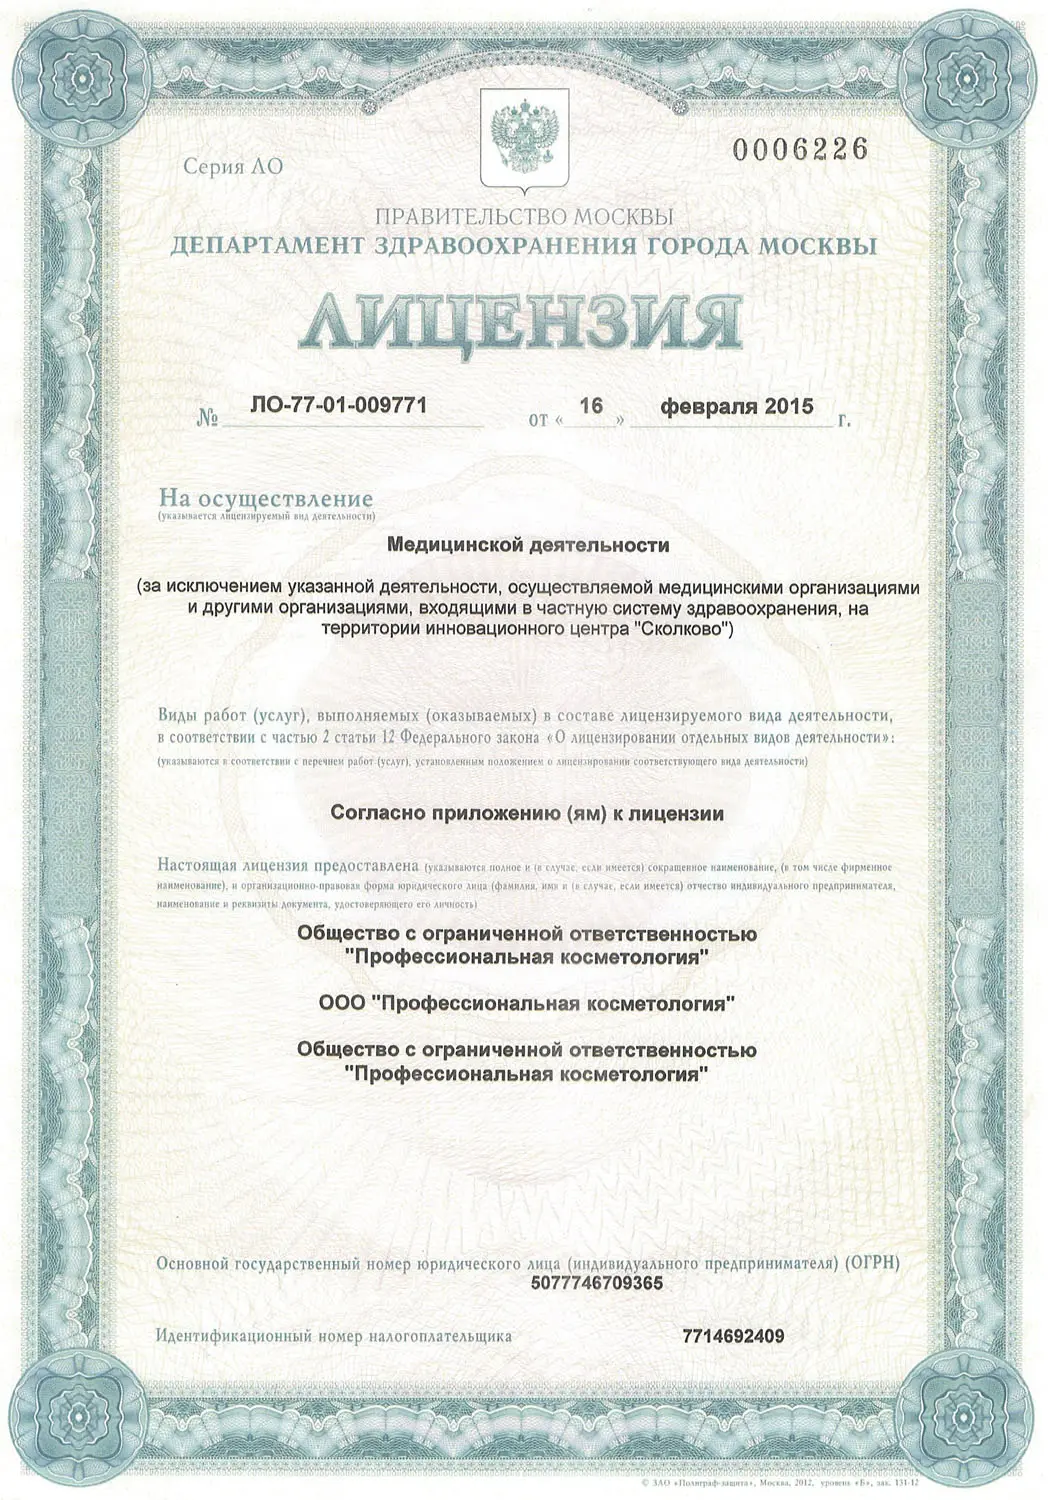 Серия ЛО
0006226
ПРАВИТЕЛЬСТВО МОСКВЫ
ДЕПАРТАМЕНТ ЗДРАВООХРАНЕНИЯ ГОРОДА МОСКВЫ
ЛИЦЕНЗИЯ
№ ЛО-77-01-009771 от « 16 » февраля 2015 г.
На осуществление
(указывается лицензируемый вид деятельности)
Медицинской деятельности
(за исключением указанной деятельности, осуществляемой медицинскими организациями
и другими организациями, входящими в частную систему здравоохранения, на
территории инновационного центра "Сколково")
Виды работ (услуг), выполняемых (оказываемых) в составе лицензируемого вида деятельности,
в соответствии с частью 2 статьи 12 Федерального закона «О лицензировании отдельных видов деятельности»:
(указываются в соответствии с перечнем работ (услуг), установленным положением о лицензировании соответствующего вида деятельности)
Согласно приложению (ям) к лицензии
Настоящая лицензия предоставлена (указываются полное и (в случае, если имеется) сокращенное наименование, (в том числе фирменное
наименование), и организационно-правовая форма юридического лица (фамилия, имя и (в случае, если имеется) отчество индивидуального предпринимателя,
наименование и реквизиты документа, удостоверяющего его личность)
Общество с ограниченной ответственностью
"Профессиональная косметология"
ООО "Профессиональная косметология"
Общество с ограниченной ответственностью
"Профессиональная косметология"
Основной государственный номер юридического лица (индивидуального предпринимателя) (ОГРН)
5077746709365
Идентификационный номер налогоплательщика 7714692409
© ЗАО «Полиграф-защита», Москва, 2012, уровень «Б», зак. 131-12